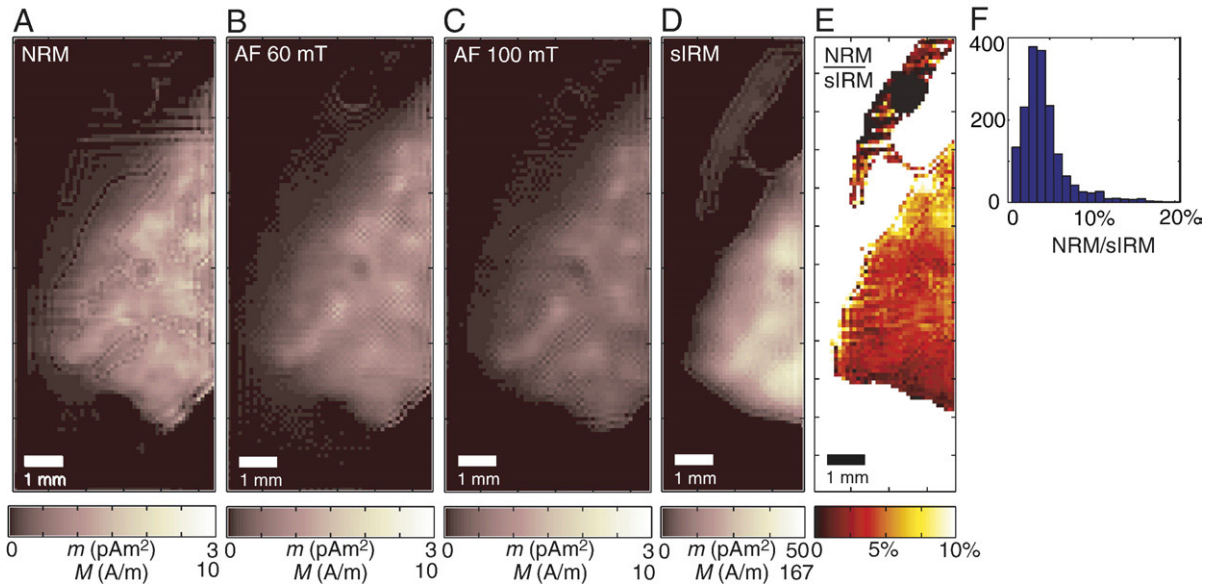 A B C D E F
NRM
AF 60 mT
AF 100 mT
sIRM
NRM
sIRM
400
200
0
0 10% 20%
NRM/sIRM
1 mm
1 mm
1 mm
1 mm
1 mm
0 m (pAm²) 3
M (A/m) 10
0 m (pAm²) 3
M (A/m) 10
0 m (pAm²) 3
M (A/m) 10
0 m (pAm²) 50
M (A/m) 167
0 5% 10%